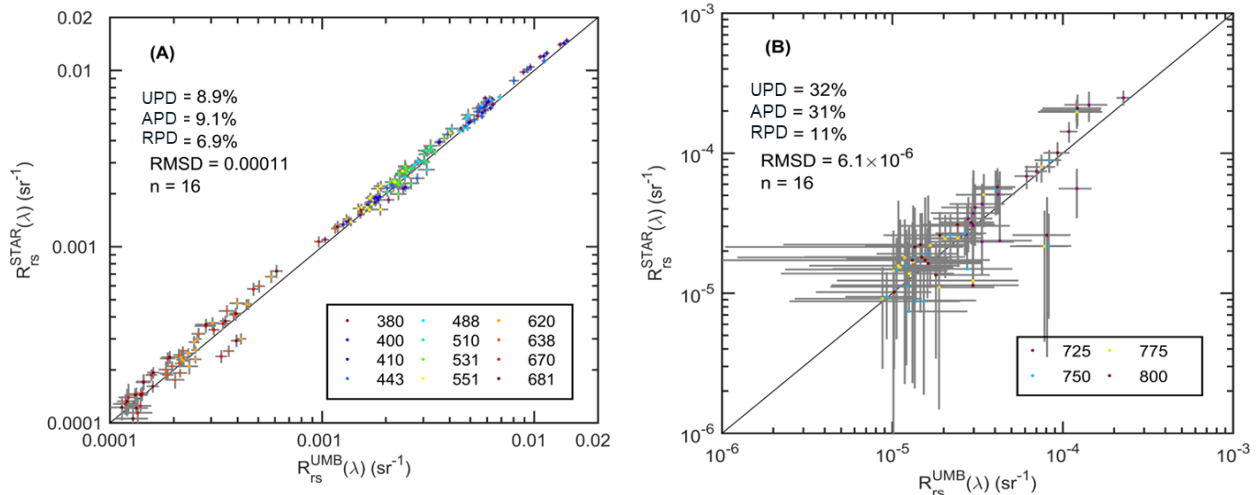 (A)
UPD = 8.9%
APD = 9.1%
RPD = 6.9%
RMSD = 0.00011
n = 16
0.02
0.01
0.001
0.0001
R_rs^STAR(λ) (sr⁻¹)
380 488 620
400 510 638
410 531 670
443 551 681
0.0001 0.001 0.01 0.02
R_rs^UMB(λ) (sr⁻¹)
(B)
UPD = 32%
APD = 31%
RPD = 11%
RMSD = 6.1×10⁻⁶
n = 16
10⁻³
10⁻⁴
10⁻⁵
10⁻⁶
R_rs^STAR(λ) (sr⁻¹)
725 775
750 800
10⁻⁶ 10⁻⁵ 10⁻⁴ 10⁻³
R_rs^UMB(λ) (sr⁻¹)